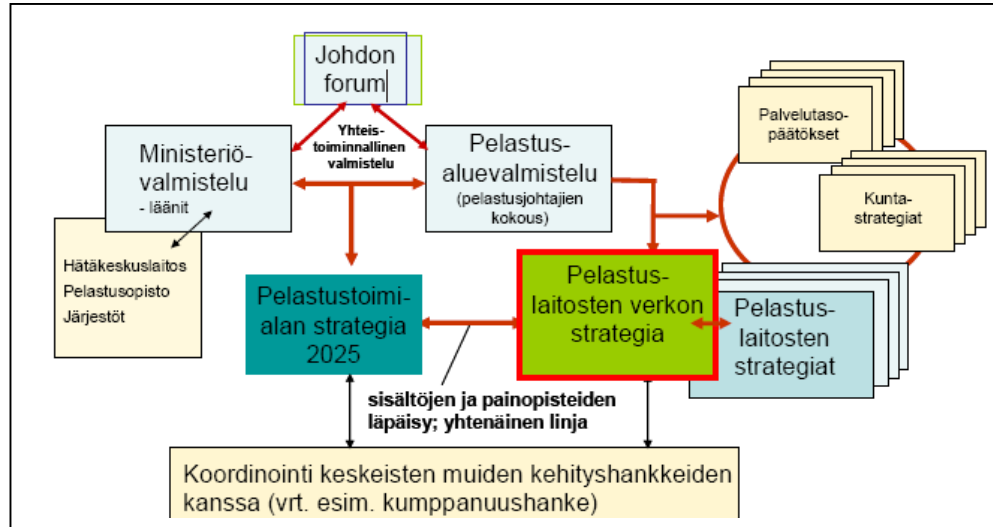 Johdon
forum
Yhteis-
toiminnallinen
valmistelu
Ministeriö-
valmistelu
- läänit
Pelastus-
aluevalmistelu
(pelastusjohtajien
kokous)
Palvelutaso-
päätökset
Kunta-
strategiat
Hätäkeskuslaitos
Pelastusopisto
Järjestöt
Pelastustoimi-
alan strategia
2025
Pelastus-
laitosten verkon
strategia
Pelastus-
laitosten
strategiat
sisältöjen ja painopisteiden
läpäisy; yhtenäinen linja
Koordinointi keskeisten muiden kehityshankkeiden
kanssa (vrt. esim. kumppanuushanke)